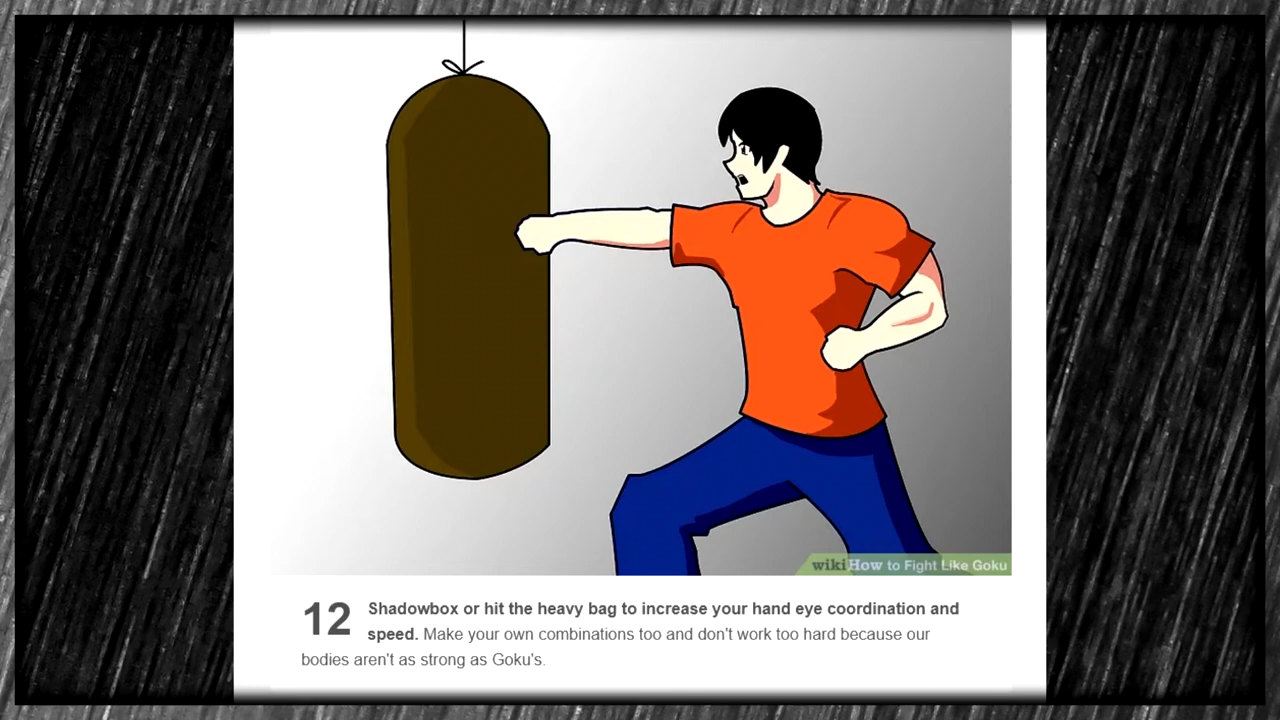 wikiHow to Fight Like Goku
12 Shadowbox or hit the heavy bag to increase your hand eye coordination and
speed. Make your own combinations too and don't work too hard because our
bodies aren't as strong as Goku's.